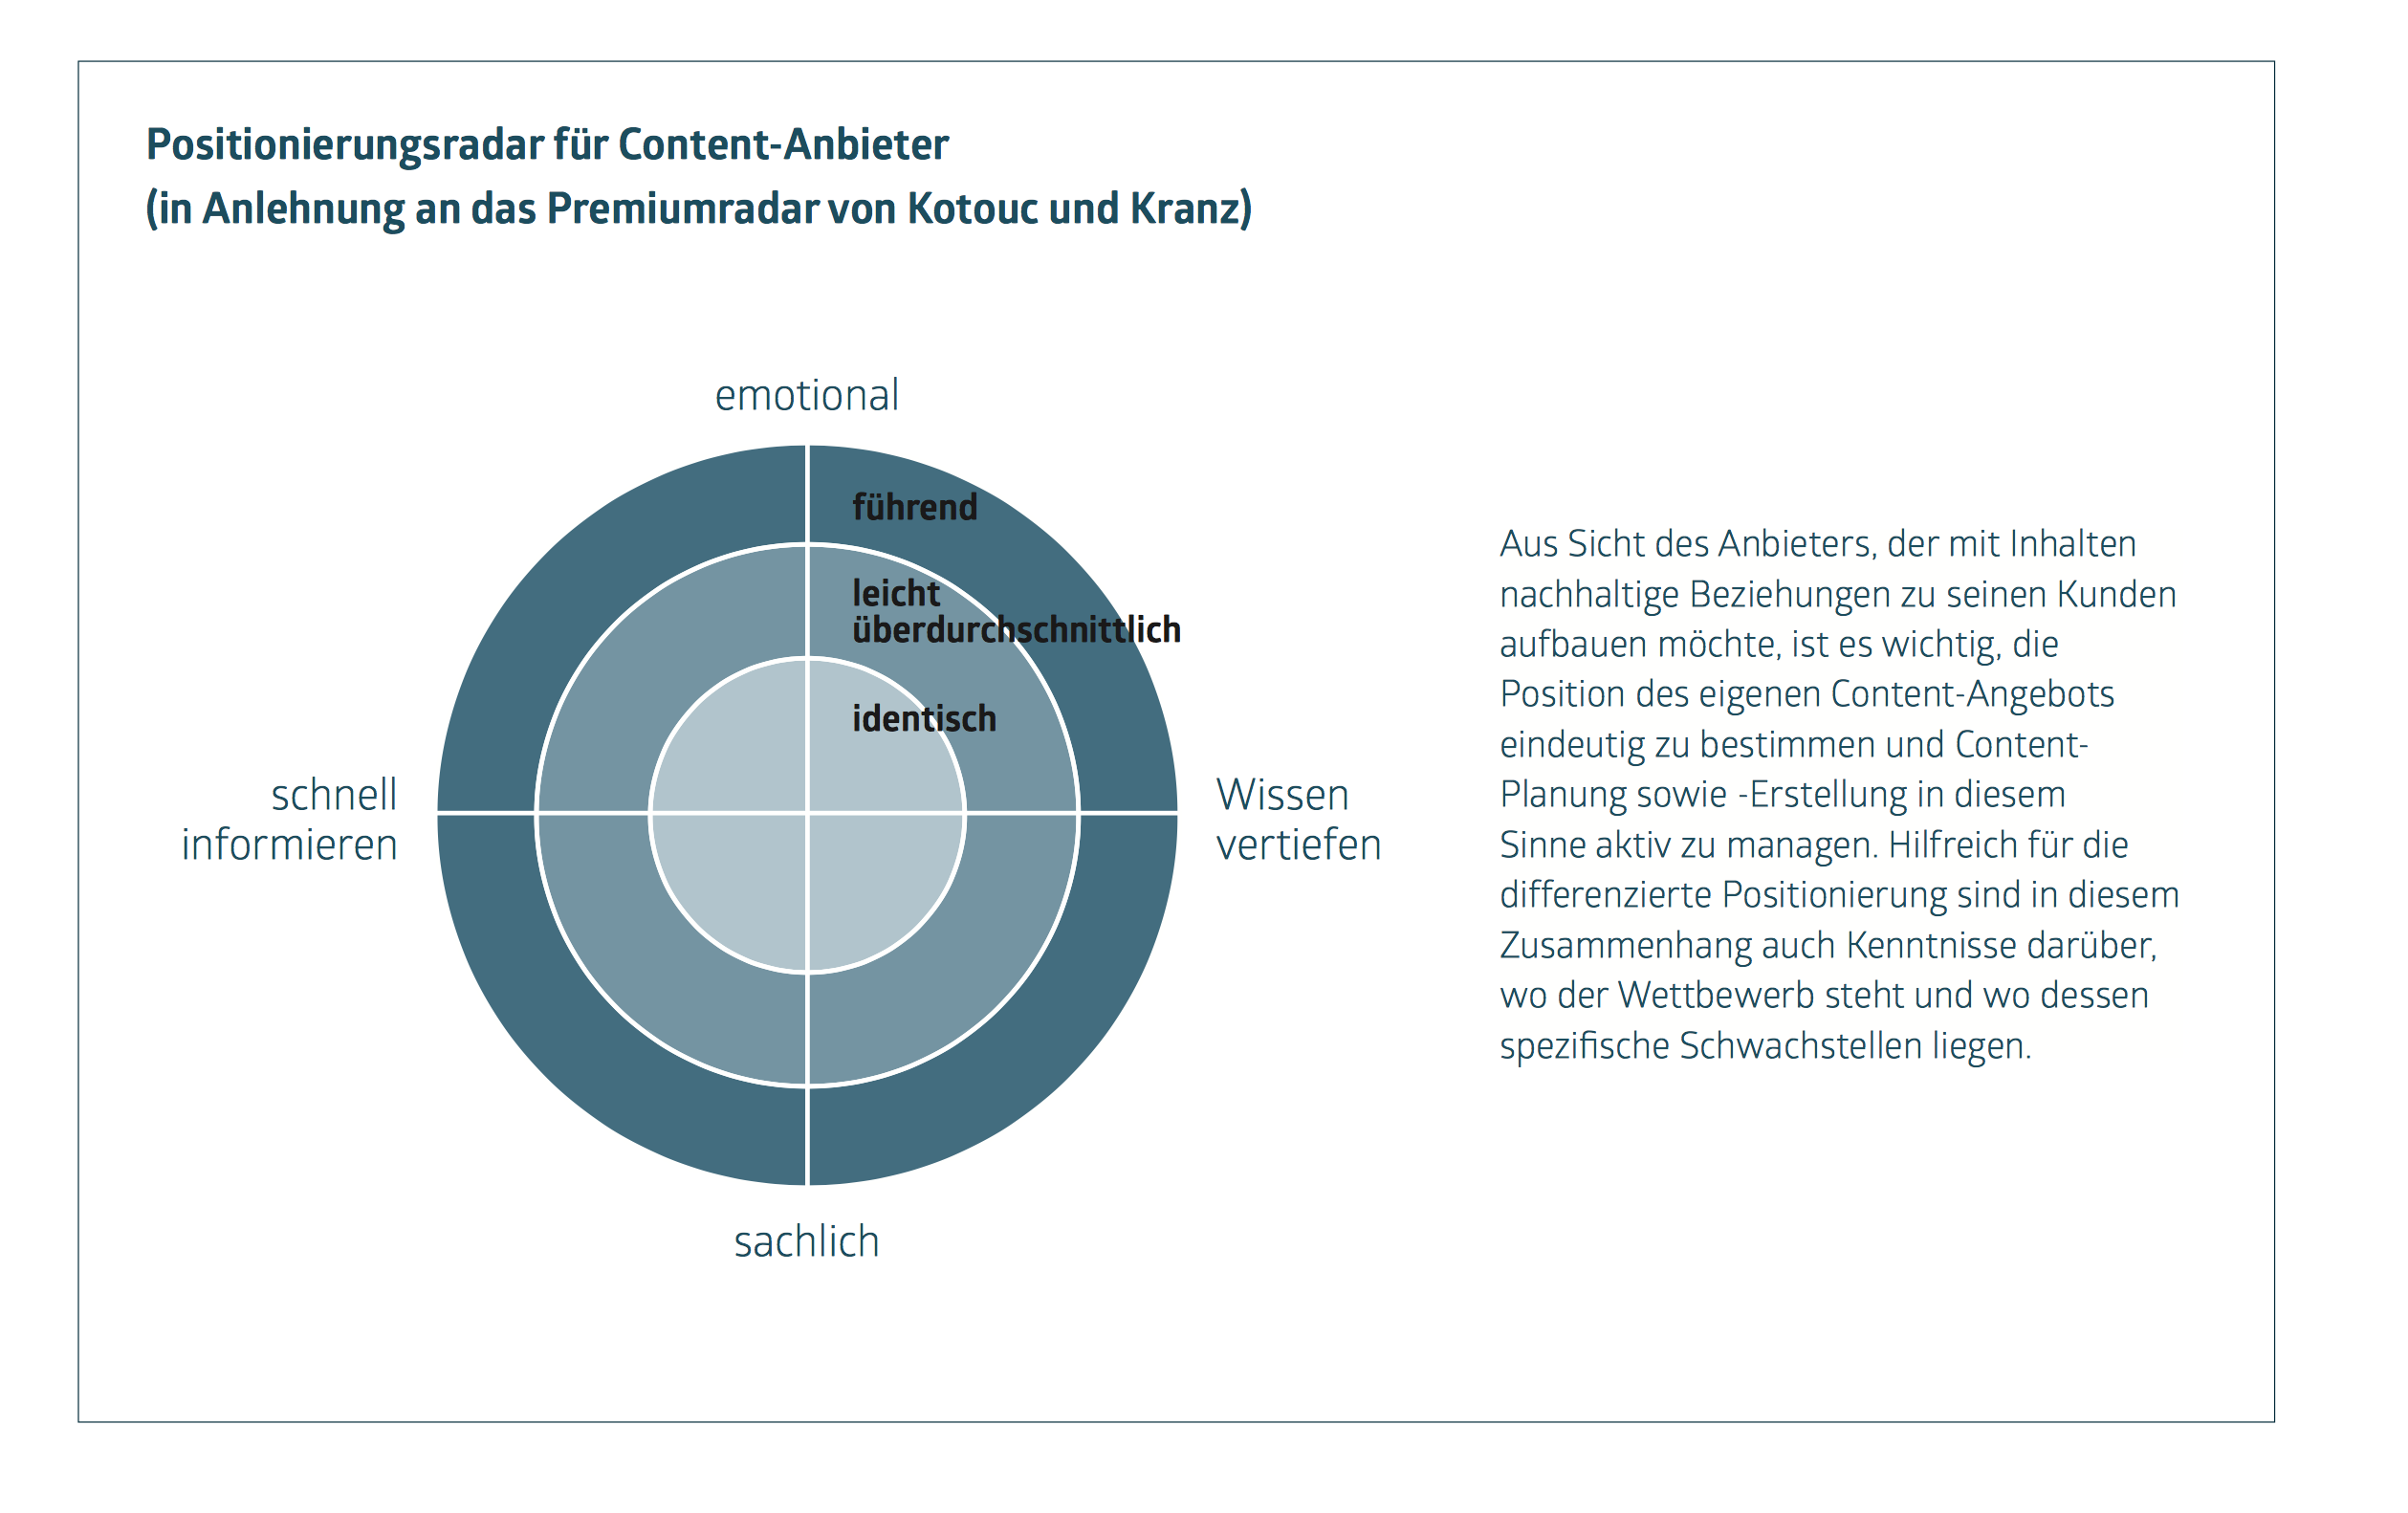 Positionierungsradar für Content-Anbieter
(in Anlehnung an das Premiumradar von Kotouc und Kranz)
emotional
führend
leicht
überdurchschnittlich
identisch
schnell
informieren
Wissen
vertiefen
sachlich
Aus Sicht des Anbieters, der mit Inhalten
nachhaltige Beziehungen zu seinen Kunden
aufbauen möchte, ist es wichtig, die
Position des eigenen Content-Angebots
eindeutig zu bestimmen und Content-
Planung sowie -Erstellung in diesem
Sinne aktiv zu managen. Hilfreich für die
differenzierte Positionierung sind in diesem
Zusammenhang auch Kenntnisse darüber,
wo der Wettbewerb steht und wo dessen
spezifische Schwachstellen liegen.